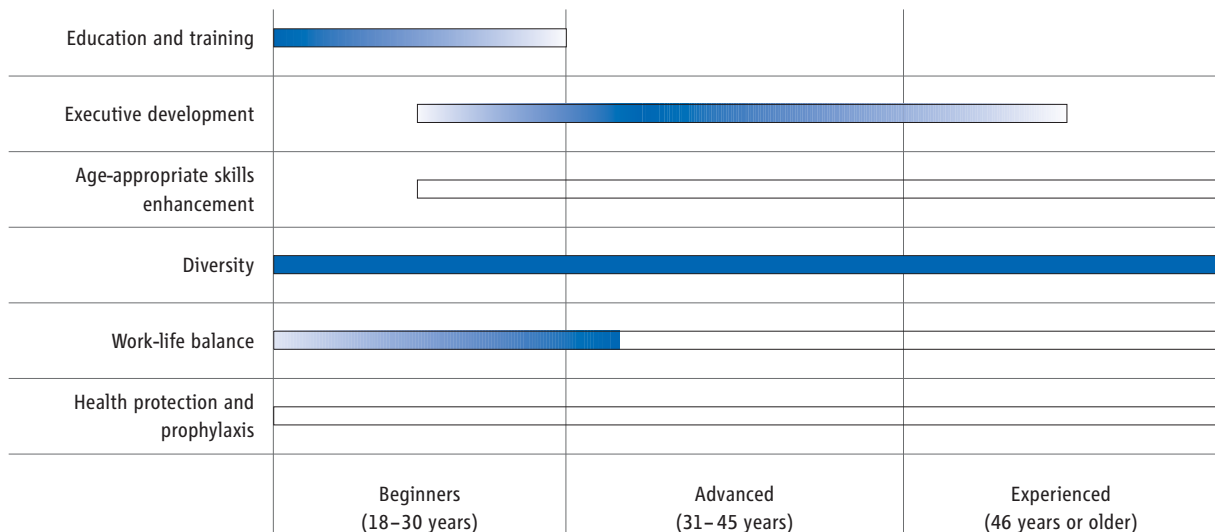 Education and training
Executive development
Age-appropriate skills
enhancement
Diversity
Work-life balance
Health protection and
prophylaxis
Beginners
(18–30 years)
Advanced
(31–45 years)
Experienced
(46 years or older)